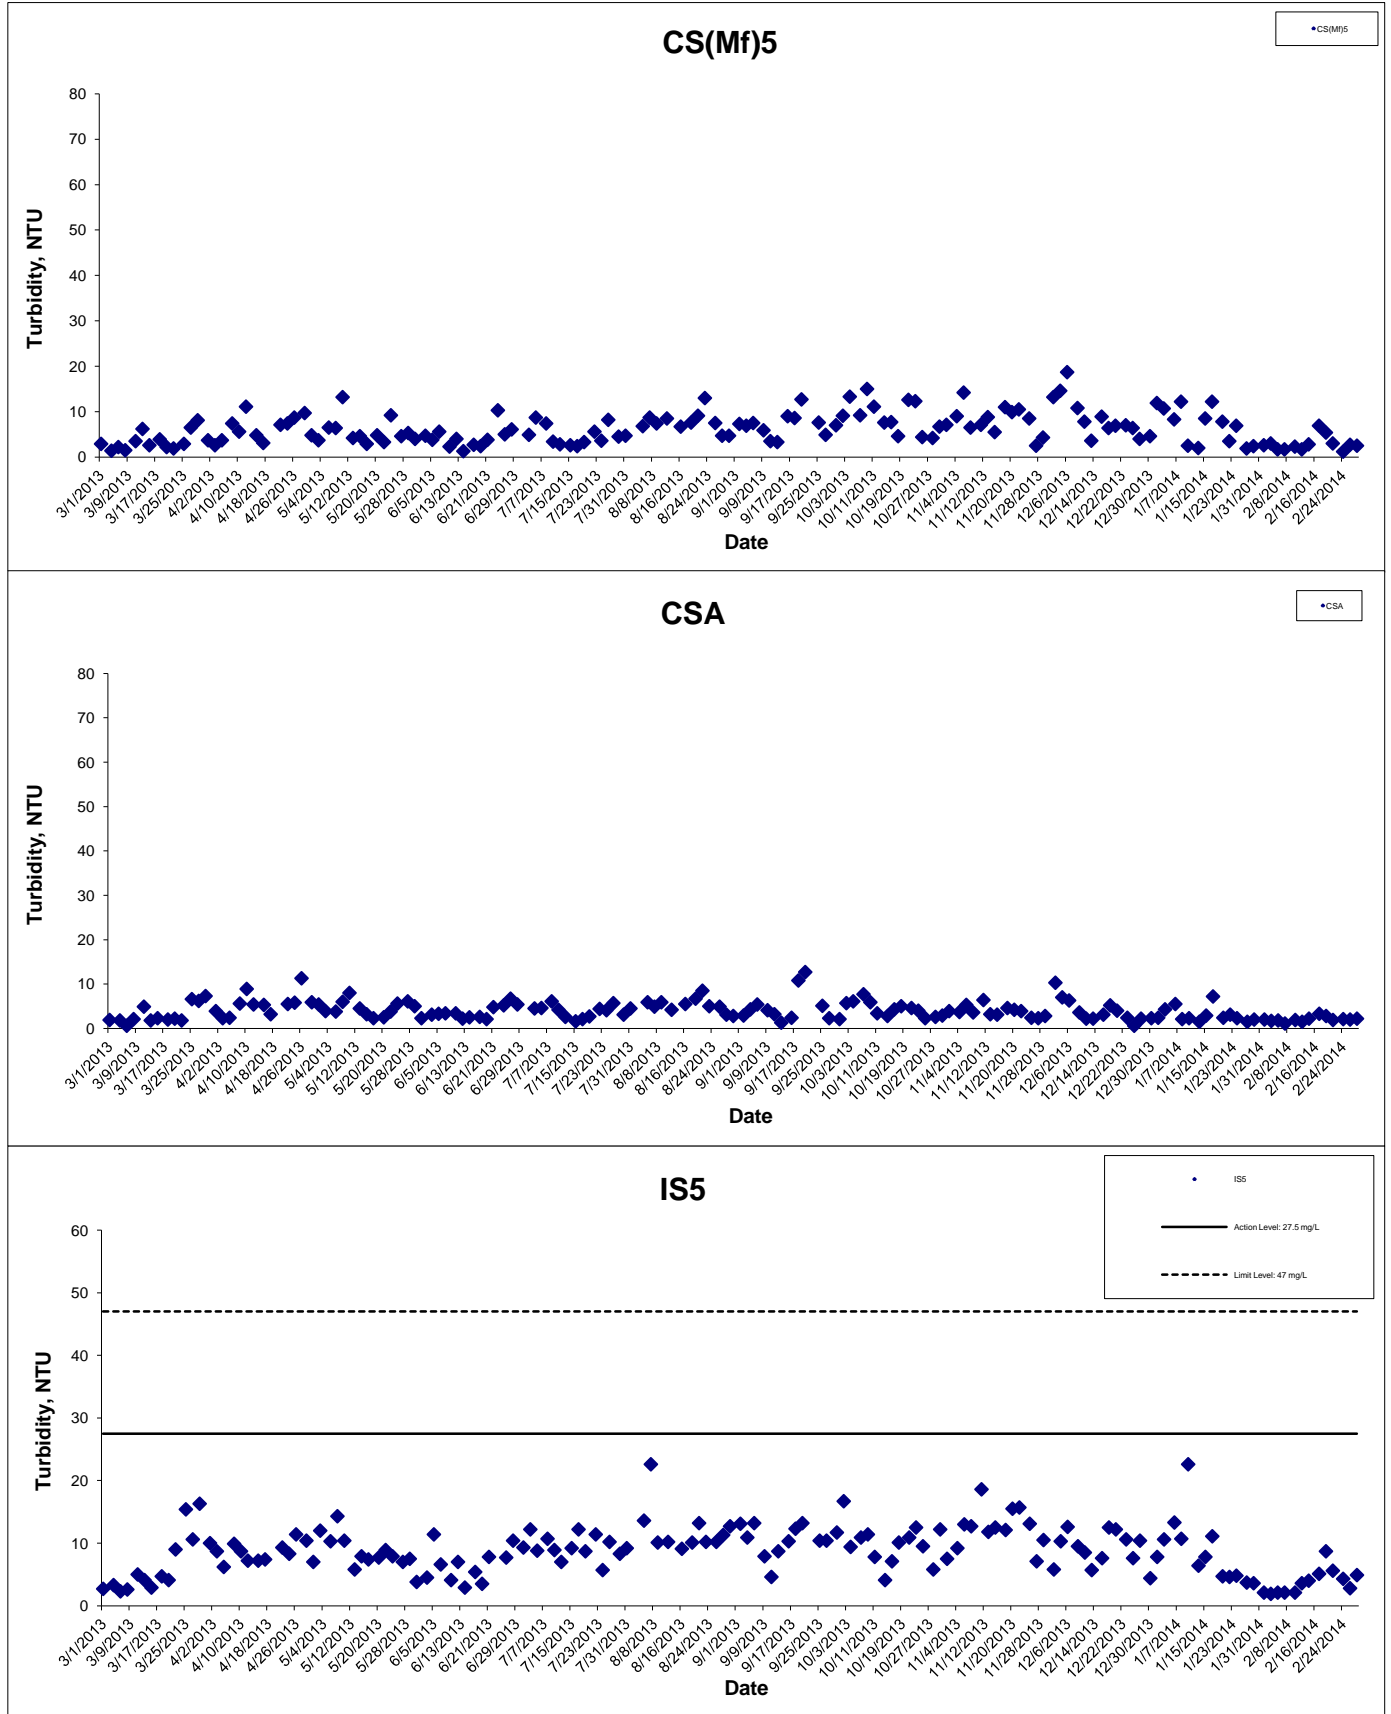 CS(Mf)5
CS(Mf)5
80
70
60
50
40
30
20
10
0
Turbidity, NTU
3/1/2013 3/9/2013 3/17/2013 3/25/2013 4/2/2013 4/10/2013 4/18/2013 4/26/2013 5/4/2013 5/12/2013 5/20/2013 5/28/2013 6/5/2013 6/13/2013 6/21/2013 6/29/2013 7/7/2013 7/15/2013 7/23/2013 7/31/2013 8/8/2013 8/16/2013 8/24/2013 9/1/2013 9/9/2013 9/17/2013 9/25/2013 10/3/2013 10/11/2013 10/19/2013 10/27/2013 11/4/2013 11/12/2013 11/20/2013 11/28/2013 12/6/2013 12/14/2013 12/22/2013 12/30/2013 1/7/2014 1/15/2014 1/23/2014 1/31/2014 2/8/2014 2/16/2014 2/24/2014
Date
CSA
CSA
80
70
60
50
40
30
20
10
0
Turbidity, NTU
3/1/2013 3/9/2013 3/17/2013 3/25/2013 4/2/2013 4/10/2013 4/18/2013 4/26/2013 5/4/2013 5/12/2013 5/20/2013 5/28/2013 6/5/2013 6/13/2013 6/21/2013 6/29/2013 7/7/2013 7/15/2013 7/23/2013 7/31/2013 8/8/2013 8/16/2013 8/24/2013 9/1/2013 9/9/2013 9/17/2013 9/25/2013 10/3/2013 10/11/2013 10/19/2013 10/27/2013 11/4/2013 11/12/2013 11/20/2013 11/28/2013 12/6/2013 12/14/2013 12/22/2013 12/30/2013 1/7/2014 1/15/2014 1/23/2014 1/31/2014 2/8/2014 2/16/2014 2/24/2014
Date
IS5
IS5
Action Level: 27.5 mg/L
Limit Level: 47 mg/L
60
50
40
30
20
10
0
Turbidity, NTU
3/1/2013 3/9/2013 3/17/2013 3/25/2013 4/2/2013 4/10/2013 4/18/2013 4/26/2013 5/4/2013 5/12/2013 5/20/2013 5/28/2013 6/5/2013 6/13/2013 6/21/2013 6/29/2013 7/7/2013 7/15/2013 7/23/2013 7/31/2013 8/8/2013 8/16/2013 8/24/2013 9/1/2013 9/9/2013 9/17/2013 9/25/2013 10/3/2013 10/11/2013 10/19/2013 10/27/2013 11/4/2013 11/12/2013 11/20/2013 11/28/2013 12/6/2013 12/14/2013 12/22/2013 12/30/2013 1/7/2014 1/15/2014 1/23/2014 1/31/2014 2/8/2014 2/16/2014 2/24/2014
Date